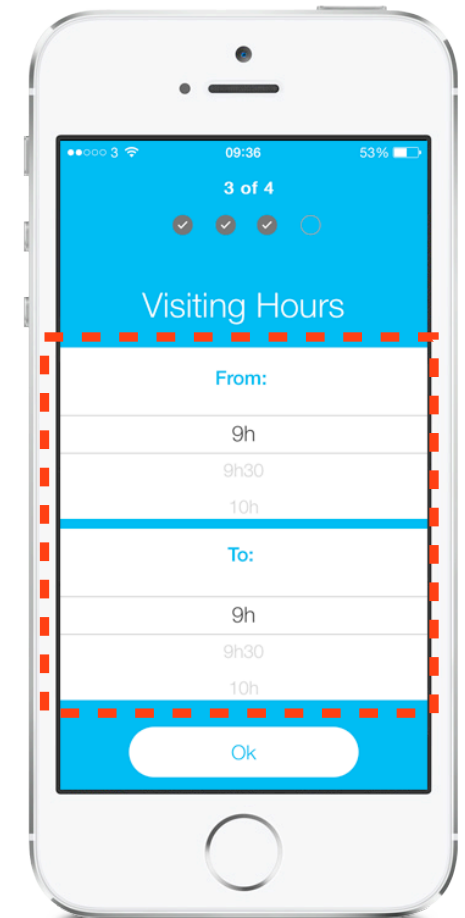 3 09:36 53%
3 of 4
Visiting Hours
From:
9h
9h30
10h
To:
9h
9h30
10h
Ok